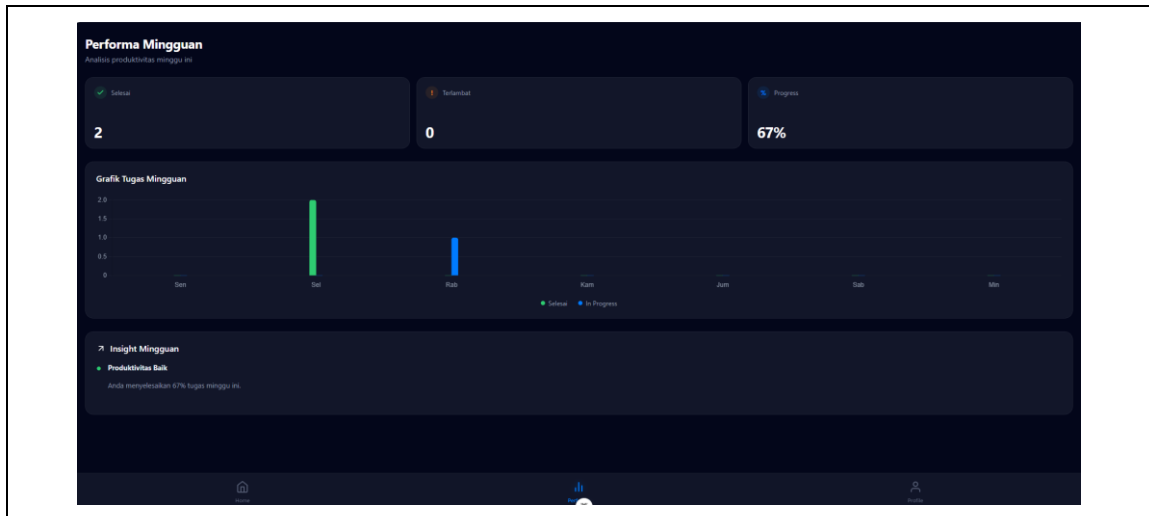 Performa Mingguan
Analisis produktivitas minggu ini
Selesai
2
Terlambat
0
Progress
67%
Grafik Tugas Mingguan
2.0
1.5
1.0
0.5
0
Sen Sel Rab Kam Jum Sab Min
Selesai In Progress
Insight Mingguan
Produktivitas Baik
Anda menyelesaikan 67% tugas minggu ini.
Home Profile